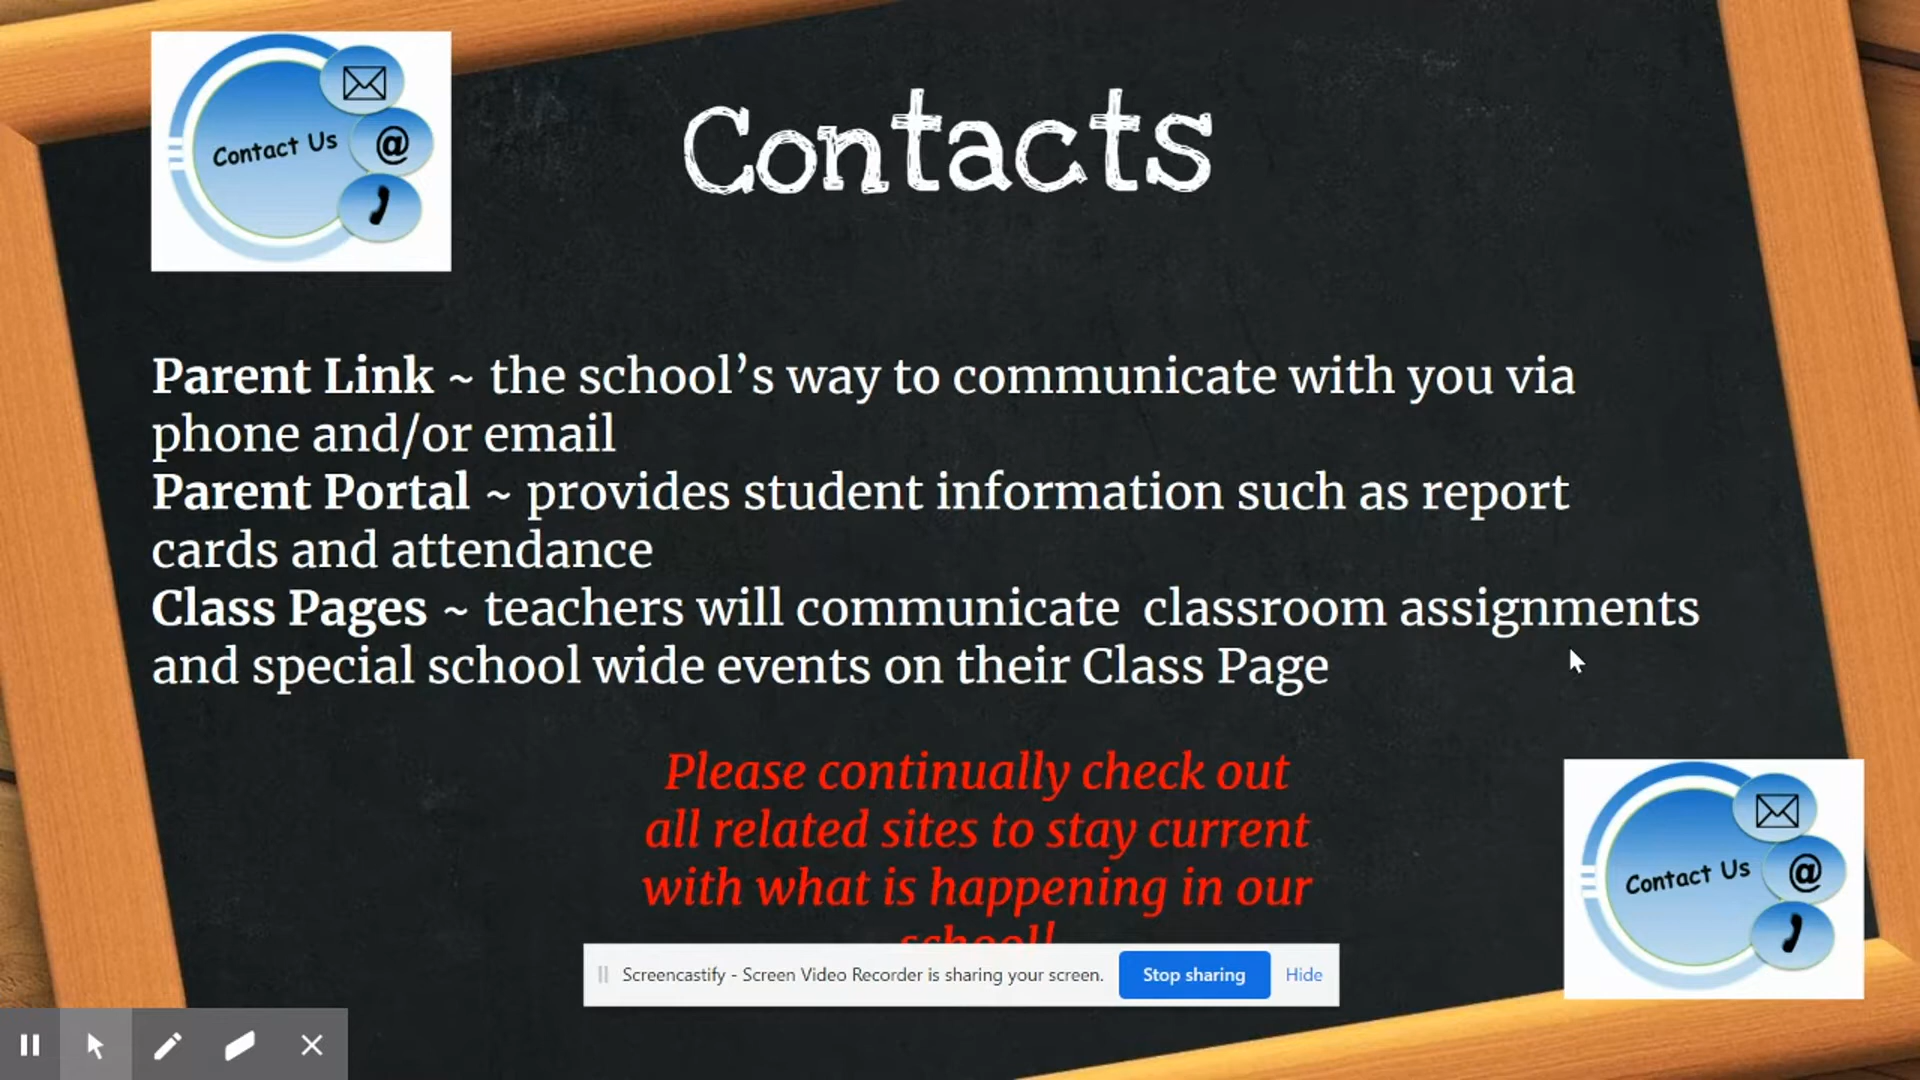 Contact Us
@
Contacts
Parent Link ~ the school’s way to communicate with you via
phone and/or email
Parent Portal ~ provides student information such as report
cards and attendance
Class Pages ~ teachers will communicate  classroom assignments
and special school wide events on their Class Page
Please continually check out
all related sites to stay current
with what is happening in our
school!
Contact Us
@
Screencastify - Screen Video Recorder is sharing your screen.
Stop sharing
Hide